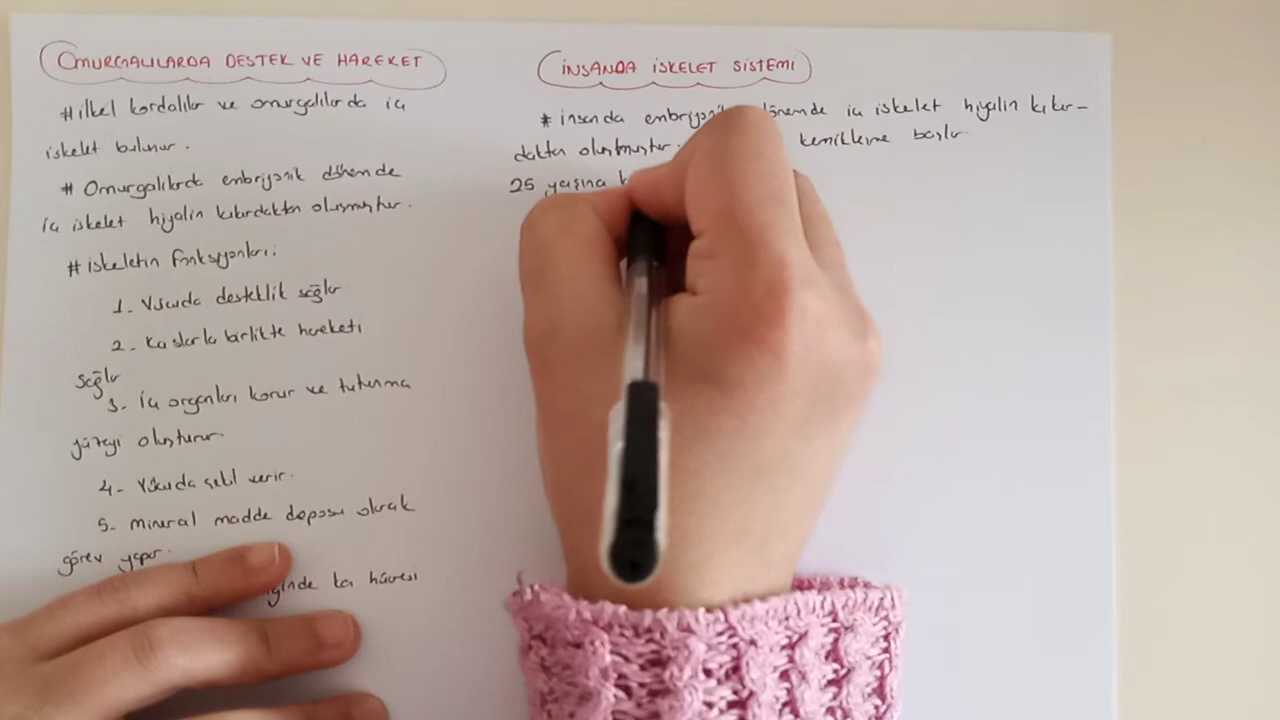 OMURGALILARDA DESTEK VE HAREKET
# ilkel kordalılar ve omurgalılarda iç
iskelet bulunur.
# Omurgalılarda embriyonik dönemde
iç iskelet hiyalin kıkırdaktan oluşmuştur.
# iskeletin fonksiyonları:
1- Vücuda desteklik sağlar
2- Kaslarla birlikte hareketi
sağlar
3- iç organları korur ve tutunma
yüzeyi oluşturur.
4- Vücuda şekil verir.
5- mineral madde deposu olarak
görev yapar.
kan hücresi
İNSANDA İSKELET SİSTEMİ
* insanda embriyonik dönemde iç iskelet hiyalin kıkır-
daktan oluşmuştur. kemikleşme başlar
25 yaşına